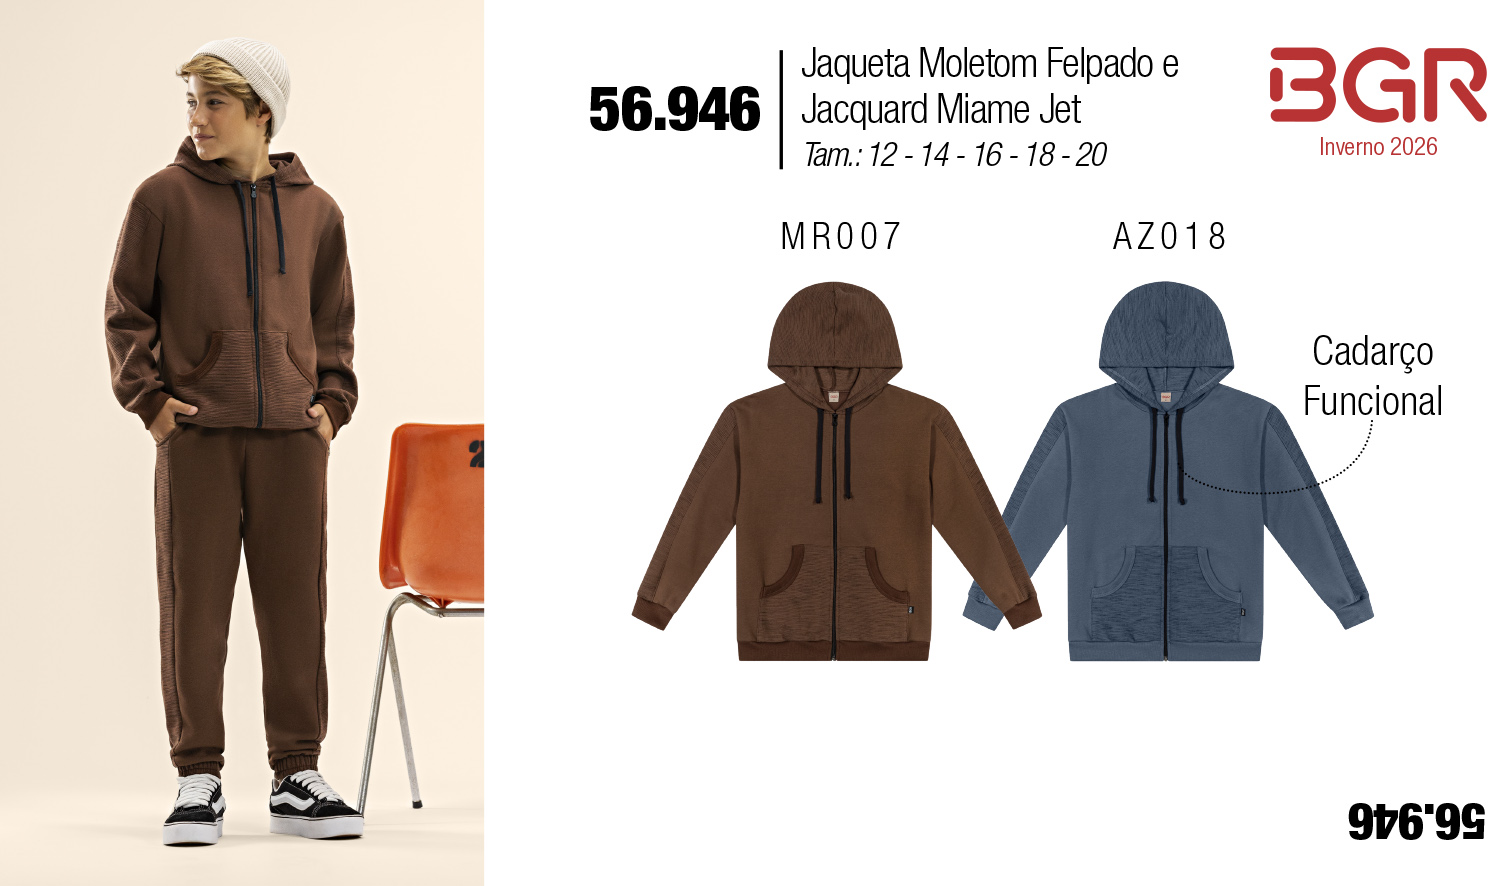 56.946
Jaqueta Moletom Felpado e
Jacquard Miame Jet
Tam.: 12 - 14 - 16 - 18 - 20
BGR
Inverno 2026
MR007
AZ018
Cadarço
Funcional
56.946